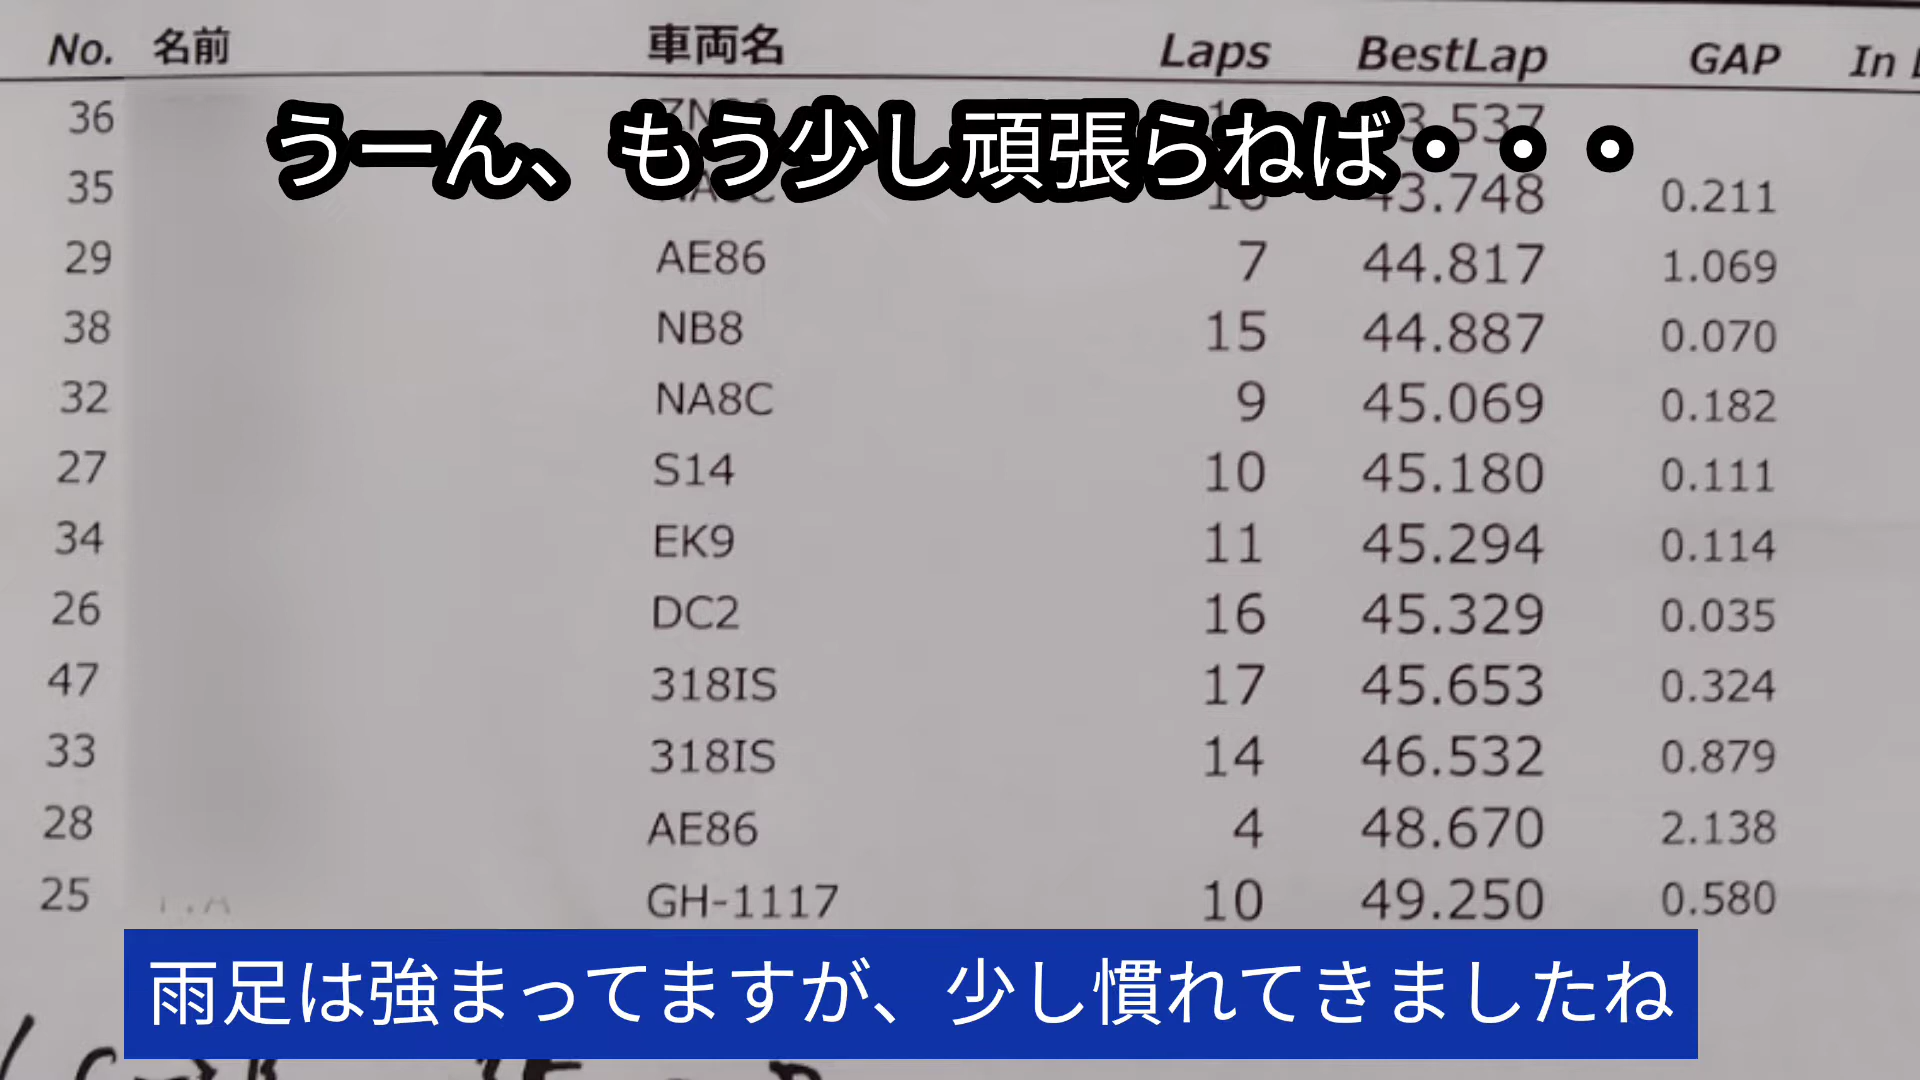 No. 名前 車両名 Laps BestLap GAP In
36 3.537
うーん、もう少し頑張らねば・・・
35 43.748 0.211
29 AE86 7 44.817 1.069
38 NB8 15 44.887 0.070
32 NA8C 9 45.069 0.182
27 S14 10 45.180 0.111
34 EK9 11 45.294 0.114
26 DC2 16 45.329 0.035
47 318IS 17 45.653 0.324
33 318IS 14 46.532 0.879
28 AE86 4 48.670 2.138
25 GH-1117 10 49.250 0.580
雨足は強まってますが、少し慣れてきましたね